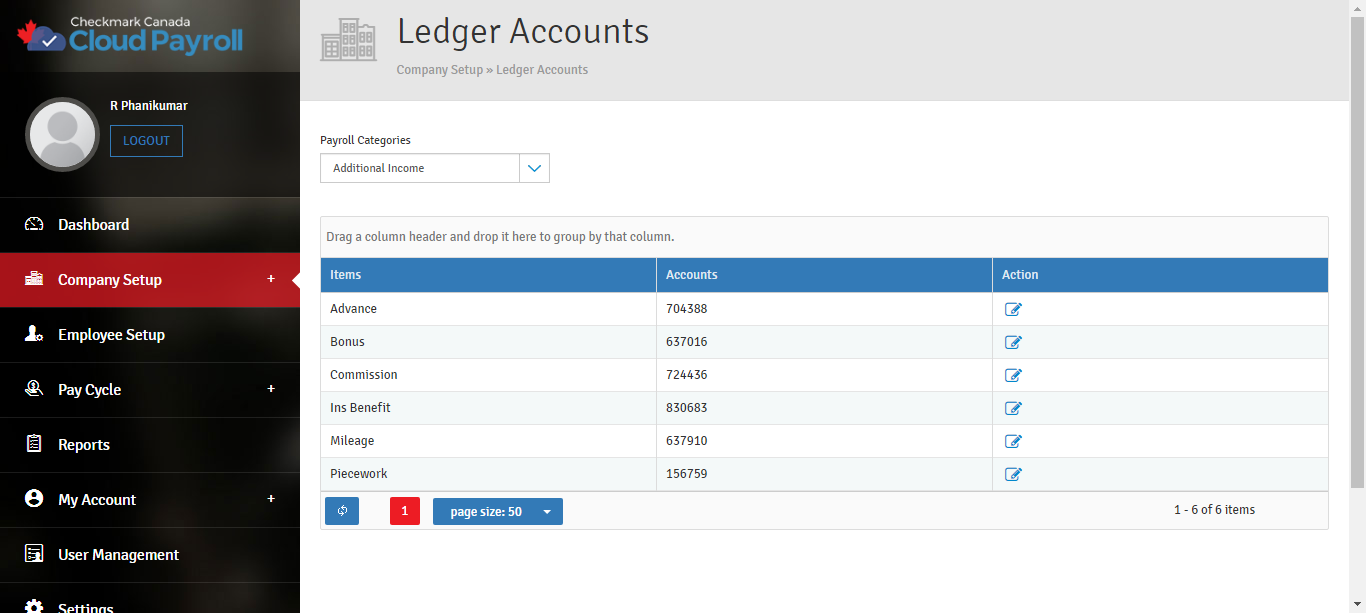 Checkmark Canada
Cloud Payroll
R Phanikumar
LOGOUT
Dashboard
Company Setup +
Employee Setup
Pay Cycle +
Reports
My Account +
User Management
Settings
Ledger Accounts
Company Setup » Ledger Accounts
Payroll Categories
Additional Income
Drag a column header and drop it here to group by that column.
Items Accounts Action
Advance 704388
Bonus 637016
Commission 724436
Ins Benefit 830683
Mileage 637910
Piecework 156759
1 page size: 50 1 - 6 of 6 items